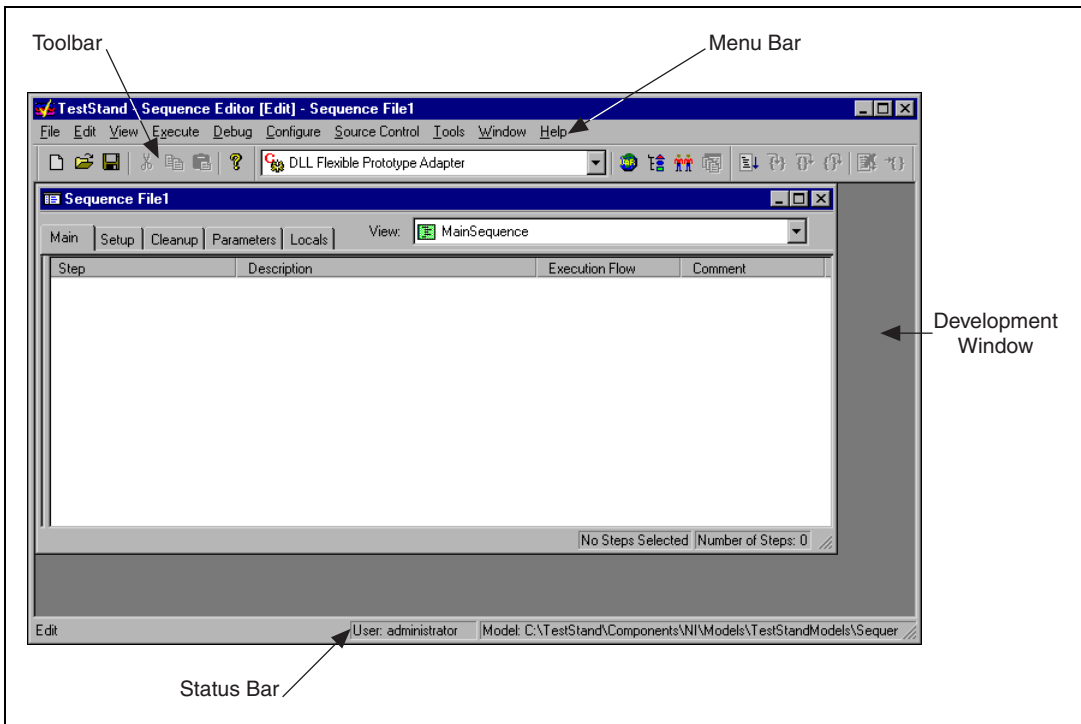 Toolbar
Menu Bar
TestStand - Sequence Editor [Edit] - Sequence File1
File Edit View Execute Debug Configure Source Control Tools Window Help
DLL Flexible Prototype Adapter
Sequence File1
Main Setup Cleanup Parameters Locals View: MainSequence
Step Description Execution Flow Comment
Development
Window
No Steps Selected Number of Steps: 0
Edit User: administrator Model: C:\TestStand\Components\NI\Models\TestStandModels\Sequer
Status Bar